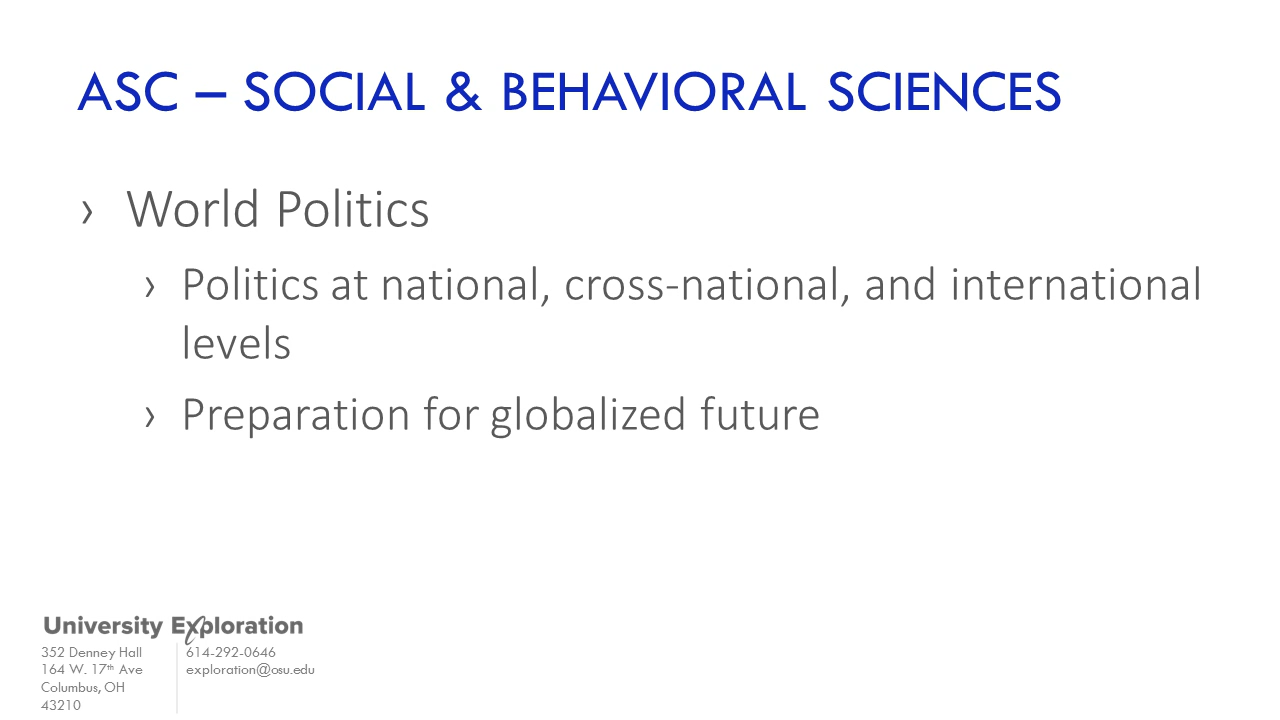 ASC – SOCIAL & BEHAVIORAL SCIENCES
› World Politics
› Politics at national, cross-national, and international
levels
› Preparation for globalized future
University Exploration
352 Denney Hall
164 W. 17th Ave
Columbus, OH
43210
614-292-0646
exploration@osu.edu